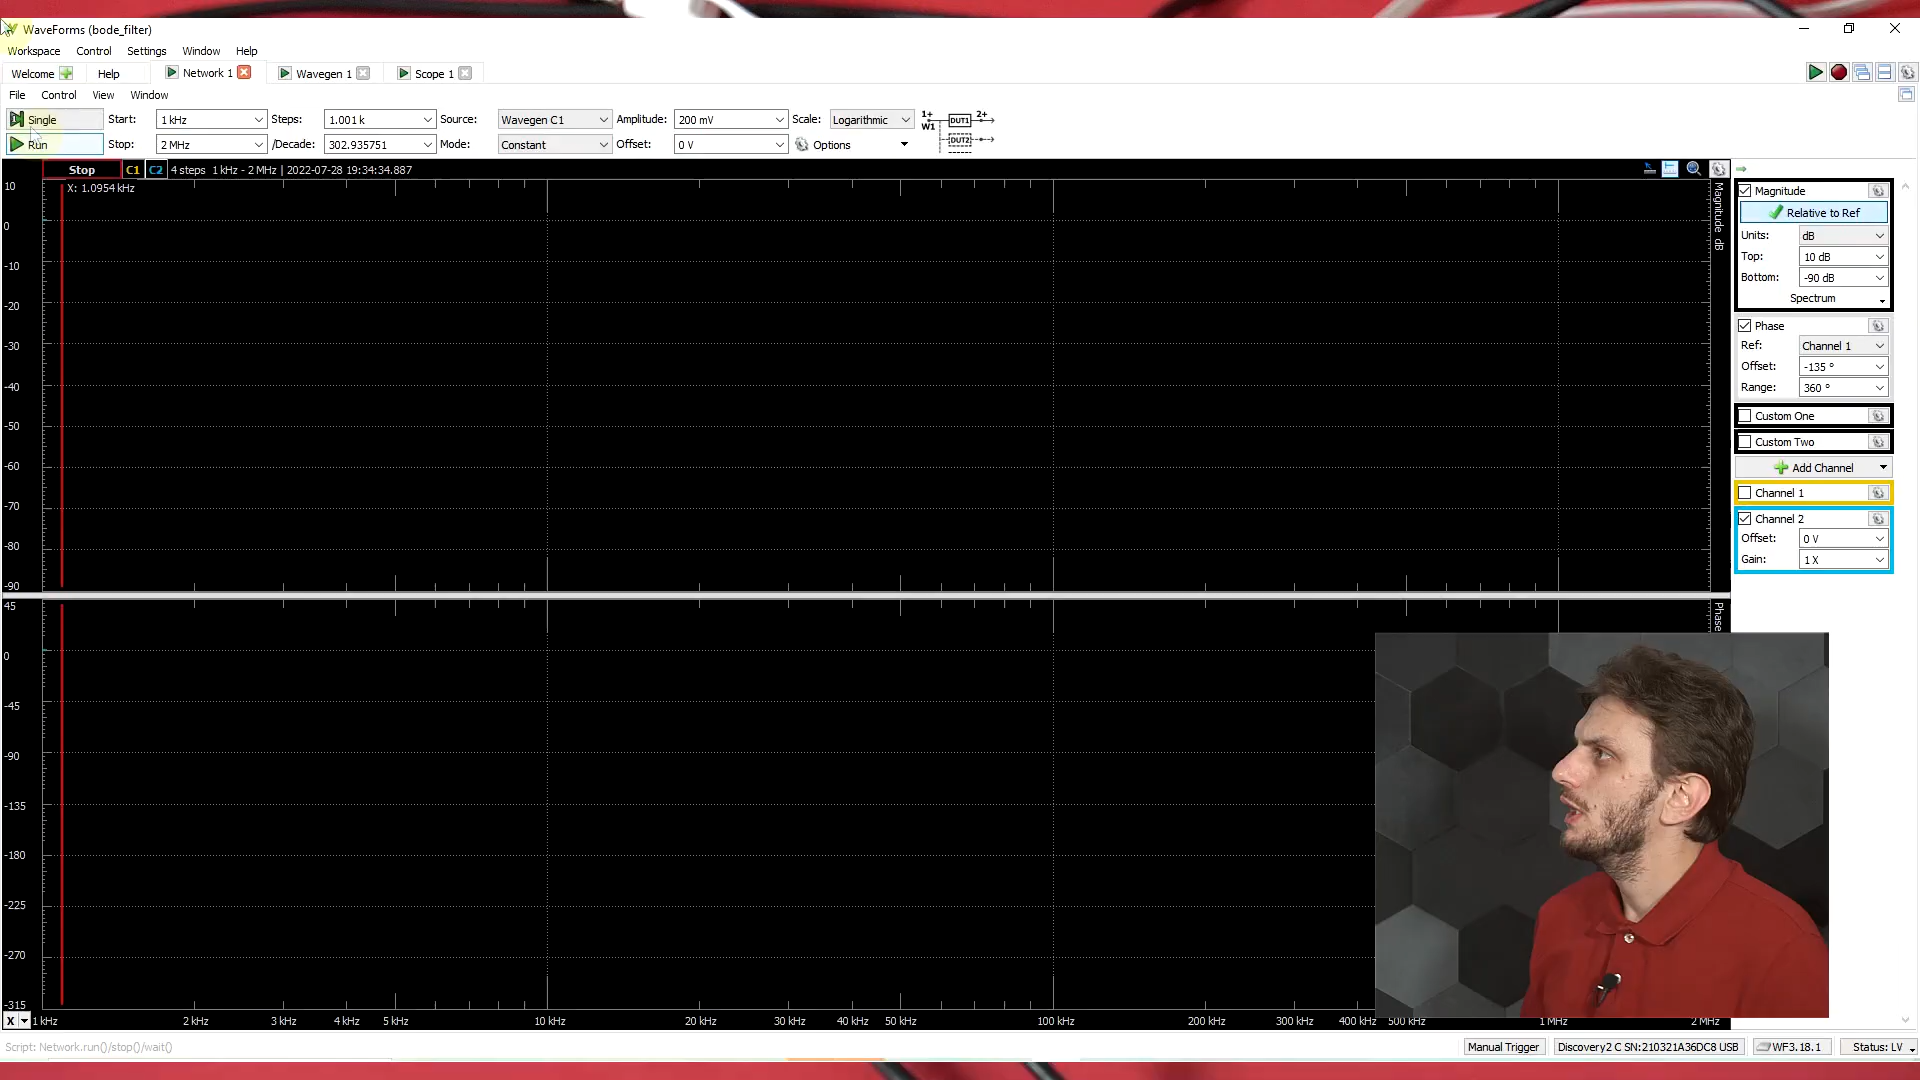 WaveForms (bode_filter)
Workspace Control Settings Window Help
Welcome Help Network 1 Wavegen 1 Scope 1
File Control View Window
Single Start: 1 kHz Steps: 1.001 k Source: Wavegen C1 Amplitude: 200 mV Scale: Logarithmic 1+ W1 DUT1 2+
Run Stop: 2 MHz /Decade: 302.935751 Mode: Constant Offset: 0 V Options DUT2
Stop C1 C2 4 steps 1 kHz - 2 MHz | 2022-07-28 19:34:34.887
X: 1.0954 kHz
10
0
-10
-20
-30
-40
-50
-60
-70
-80
-90
Magnitude dB
45
0
-45
-90
-135
-180
-225
-270
-315
Phase
X 1 kHz 2 kHz 3 kHz 4 kHz 5 kHz 10 kHz 20 kHz 30 kHz 40 kHz 50 kHz 100 kHz 200 kHz 300 kHz 400 kHz 500 kHz 1 MHz 2 MHz
Magnitude
Relative to Ref
Units: dB
Top: 10 dB
Bottom: -90 dB
Spectrum
Phase
Ref: Channel 1
Offset: -135 °
Range: 360 °
Custom One
Custom Two
Add Channel
Channel 1
Channel 2
Offset: 0 V
Gain: 1 X
Script: Network.run()/stop()/wait()
Manual Trigger Discovery2 C SN:210321A36DC8 USB WF3.18.1 Status: LV